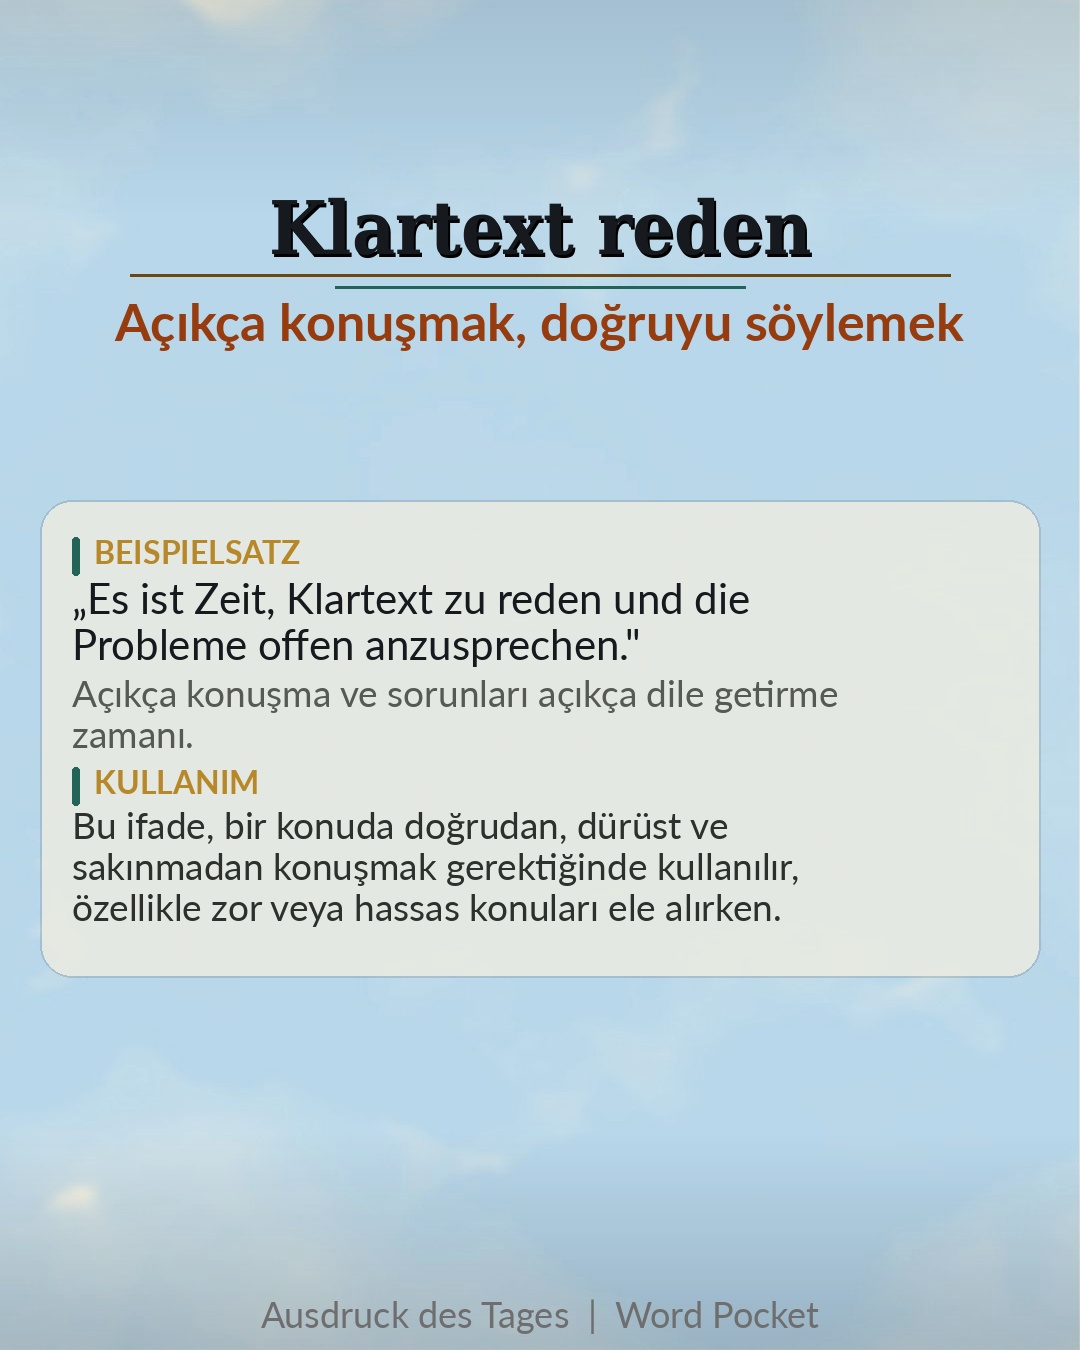 Klartext reden
Açıkça konuşmak, doğruyu söylemek
BEISPIELSATZ
„Es ist Zeit, Klartext zu reden und die
Probleme offen anzusprechen."
Açıkça konuşma ve sorunları açıkça dile getirme
zamanı.
KULLANIM
Bu ifade, bir konuda doğrudan, dürüst ve
sakınmadan konuşmak gerektiğinde kullanılır,
özellikle zor veya hassas konuları ele alırken.
Ausdruck des Tages | Word Pocket